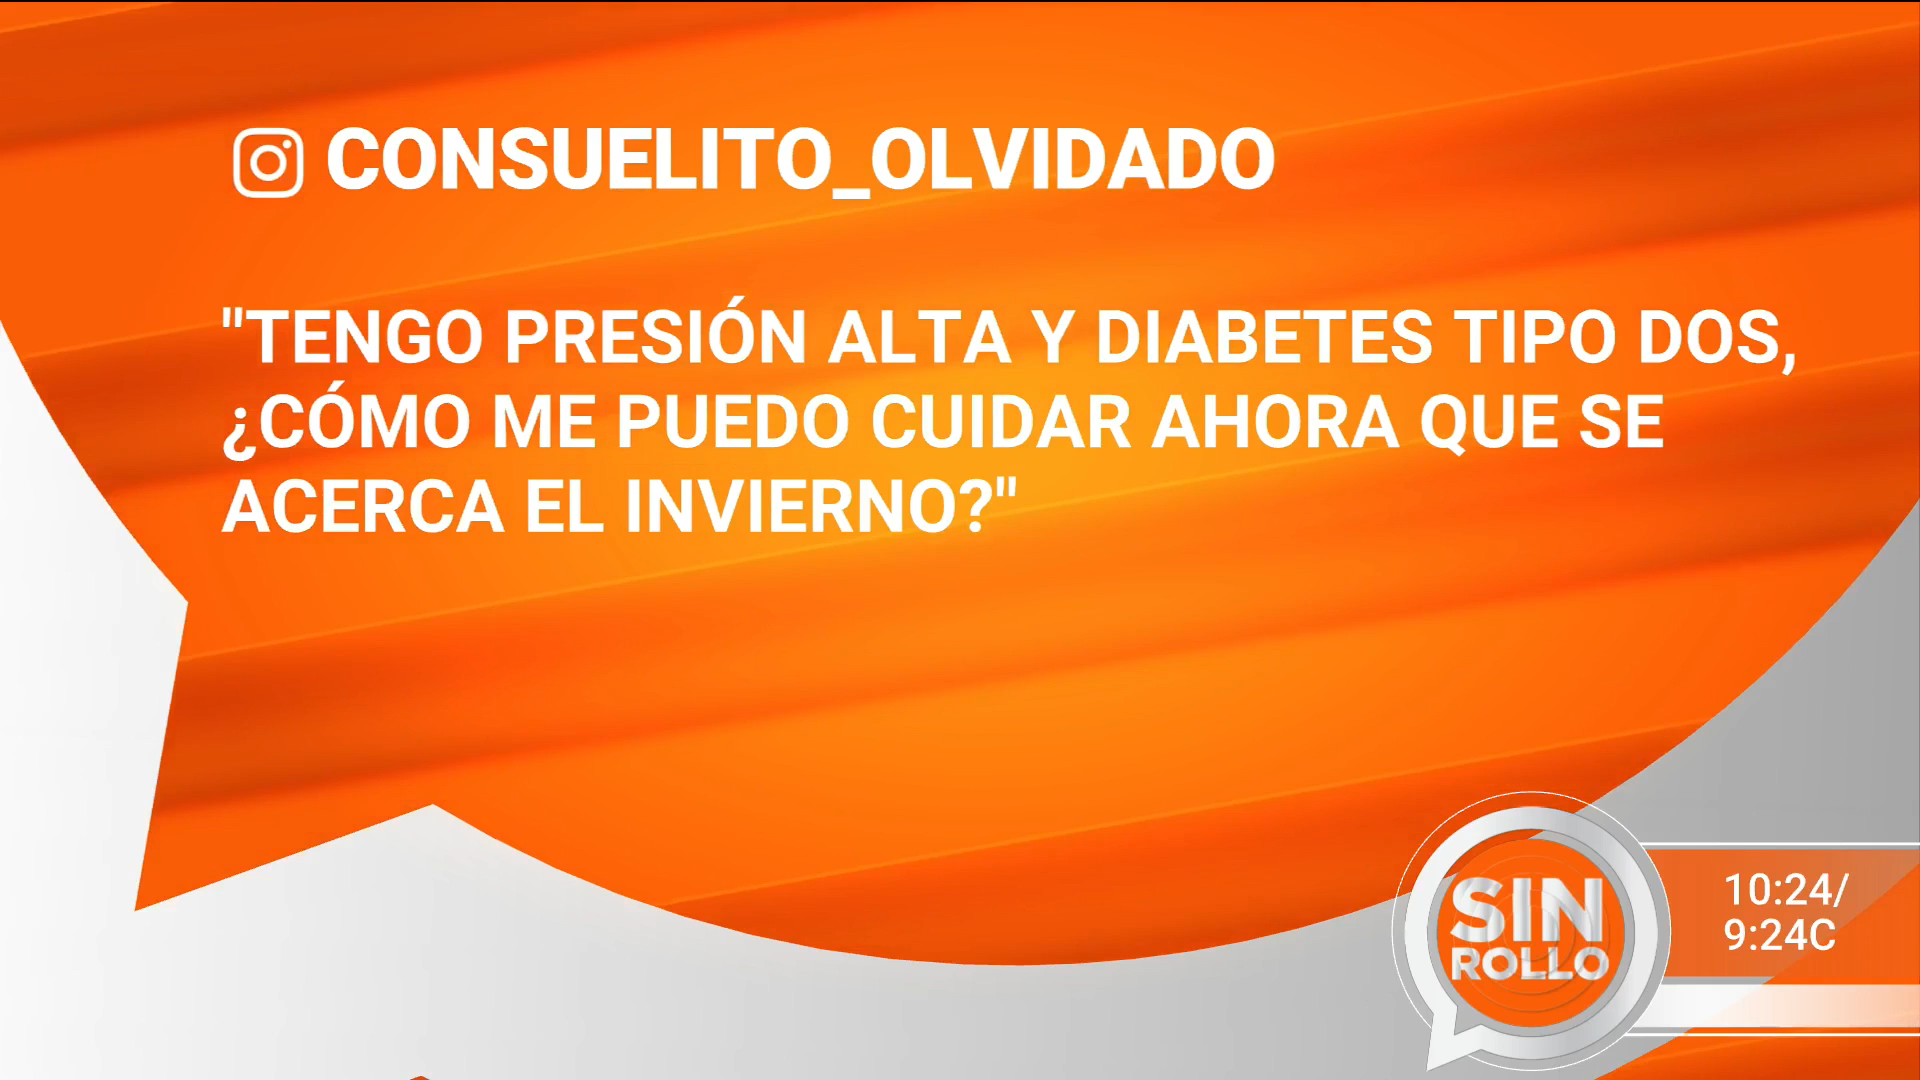 CONSUELITO_OLVIDADO
"TENGO PRESIÓN ALTA Y DIABETES TIPO DOS,
¿CÓMO ME PUEDO CUIDAR AHORA QUE SE
ACERCA EL INVIERNO?"
SIN
ROLLO
10:24/
9:24C